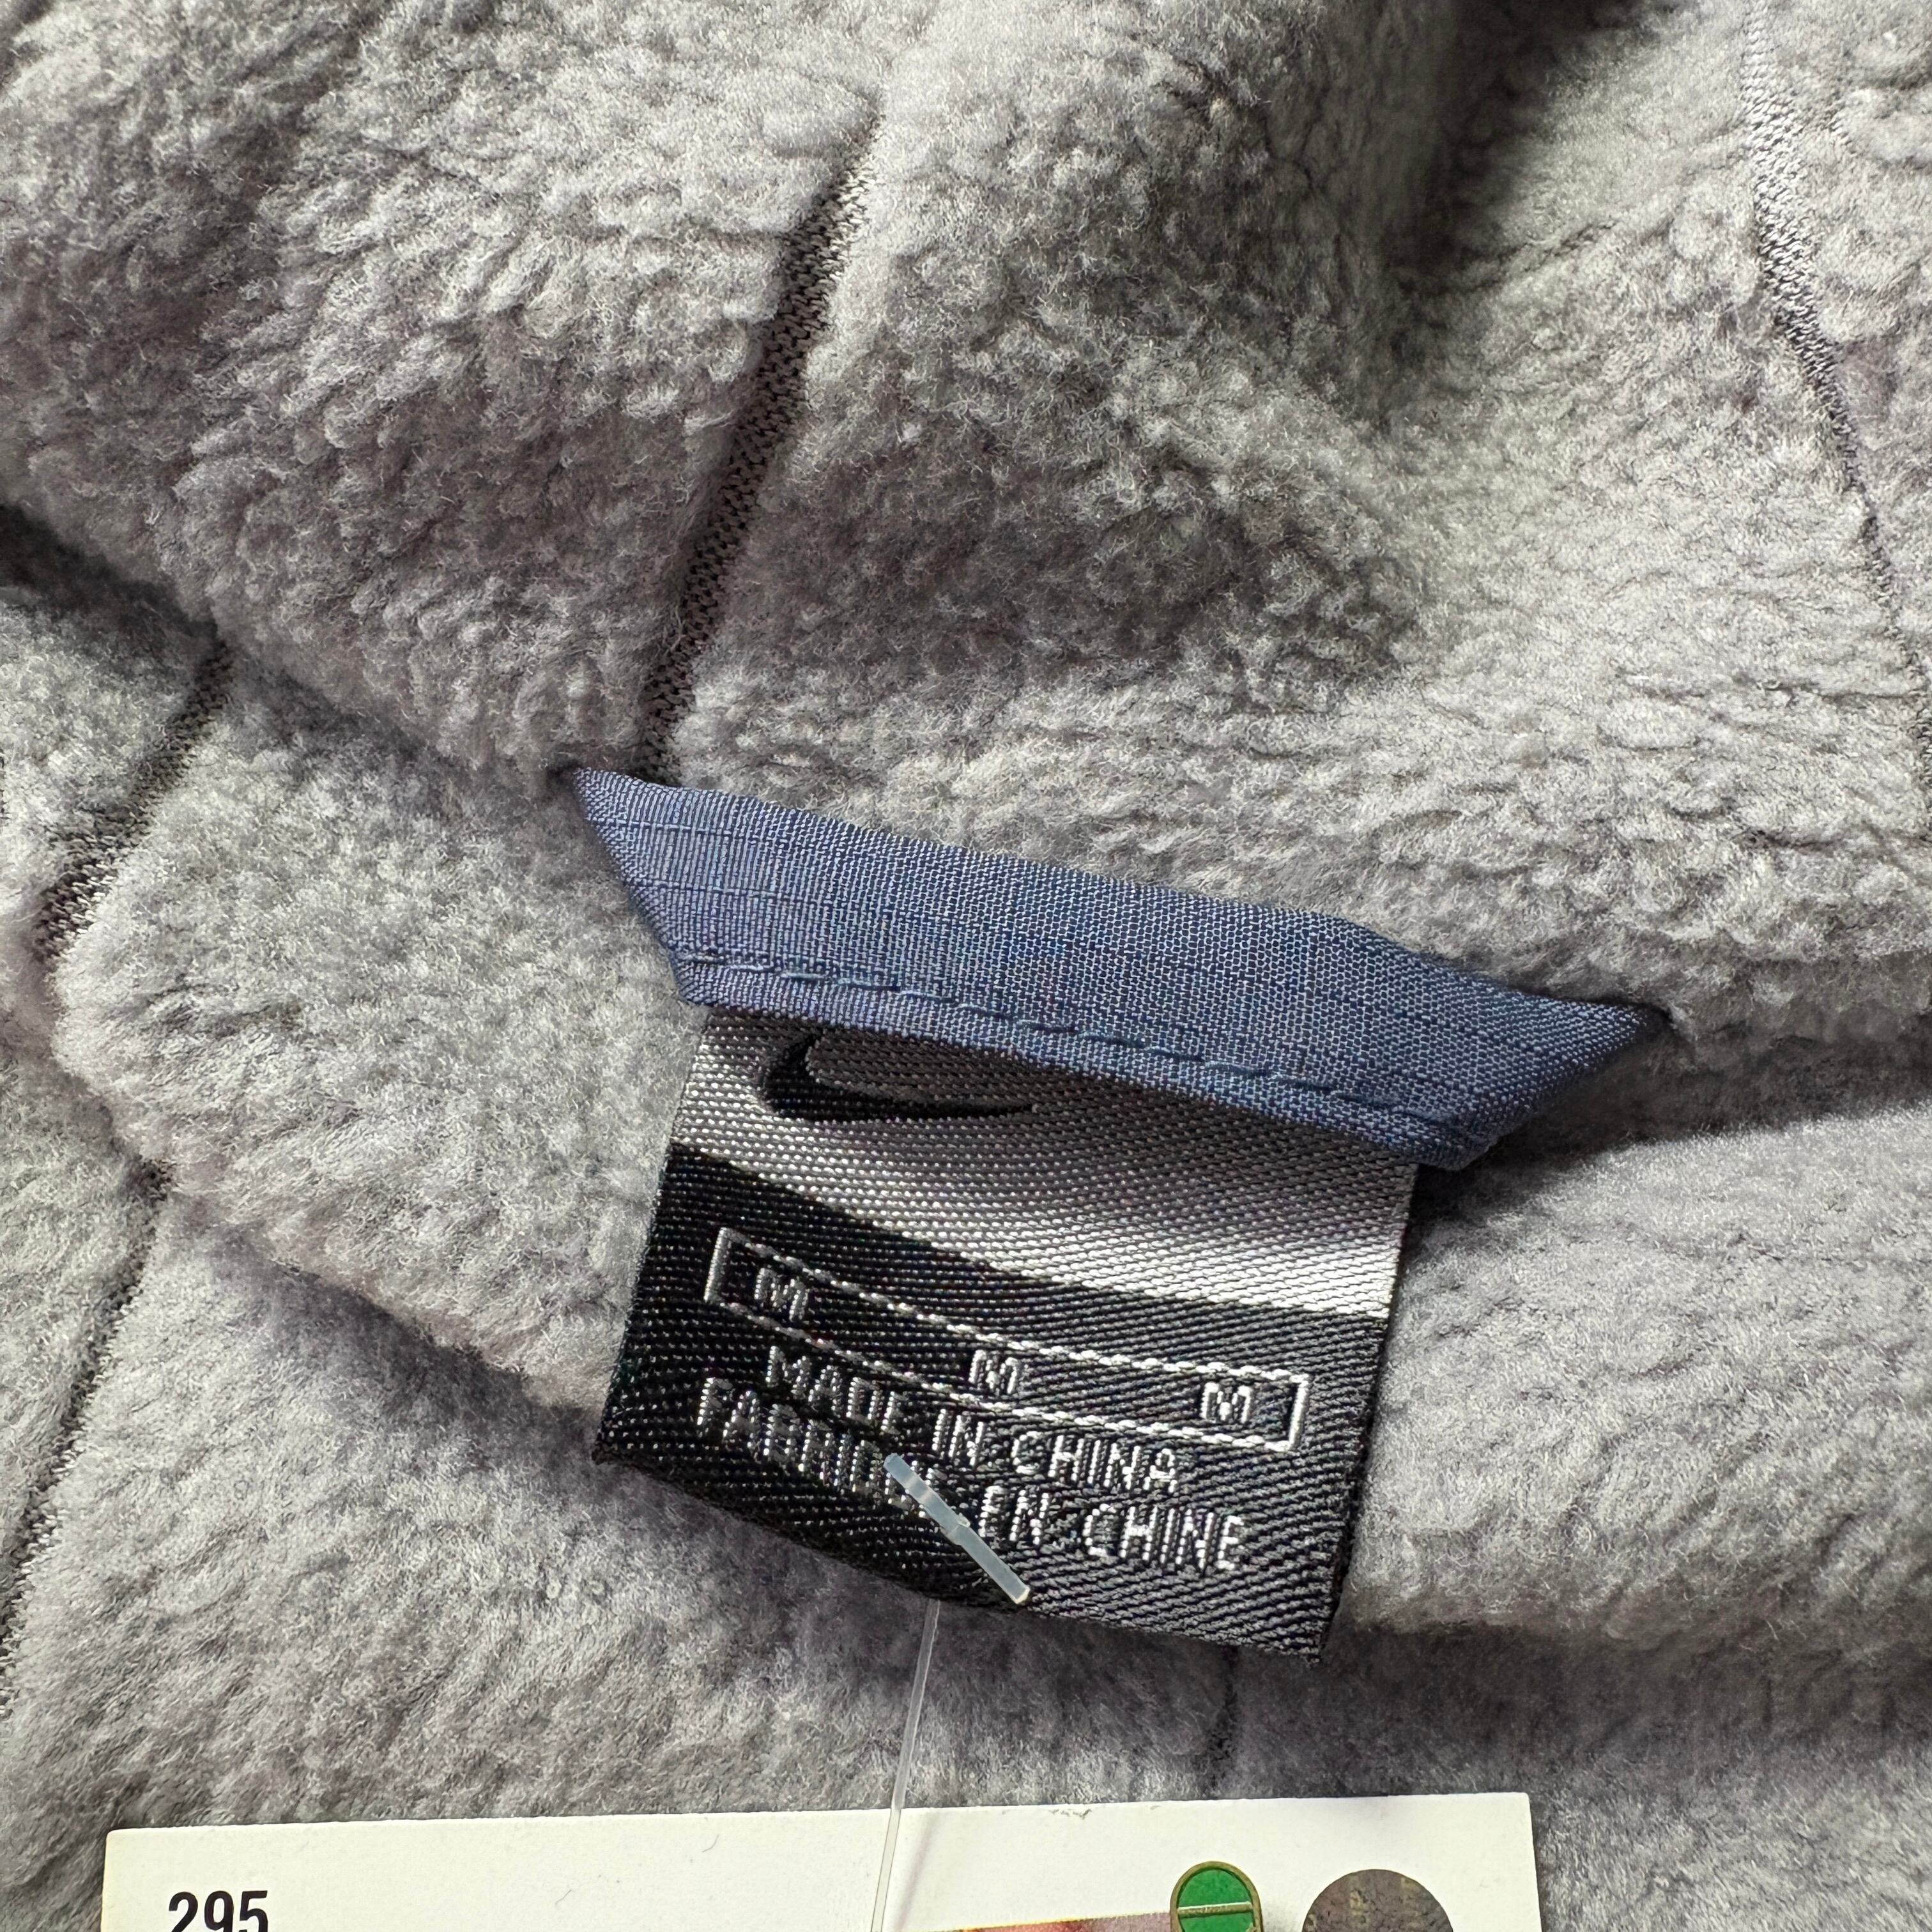 M M M
MADE IN CHINA
FABRIQUÉ EN CHINE
295